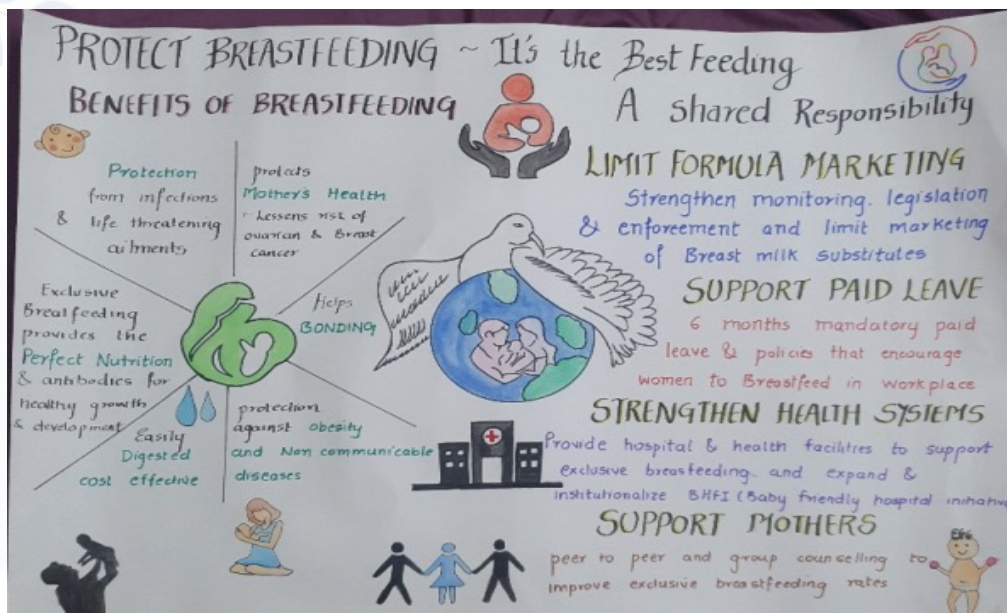 PROTECT BREASTFEEDING ~ It's the Best Feeding
A Shared Responsibility
BENEFITS OF BREASTFEEDING
Protection
from infections
& life threatening
ailments
protects
Mother's Health
- Lessens risk of
ovarian & Breast
cancer
Helps
BONDING
Exclusive
Breatfeeding
provides the
Perfect Nutrition
& antibodies for
healthy growth
& development
Easily
Digested
cost effective
protection
against obesity
and Non communicable
diseases
LIMIT FORMULA MARKETING
Strengthen monitoring. legislation
& enforcement and limit marketing
of Breast milk substitutes
SUPPORT PAID LEAVE
6 months mandatory paid
leave & policies that encourage
women to Breastfeed in workplace
STRENGTHEN HEALTH SYSTEMS
Provide hospital & health facilities to support
exclusive breasfeeding and expand &
institutionalize BHFI (Baby friendly hospital initiative
SUPPORT MOTHERS
peer to peer and group counselling to
improve exclusive breastfeeding rates